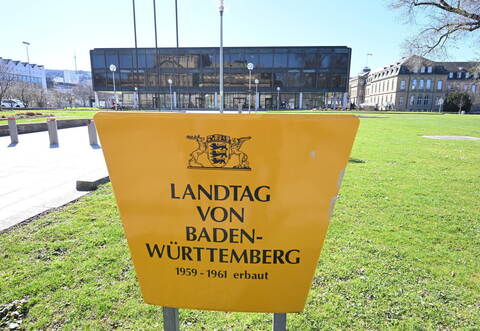 LANDTAG
VON
BADEN-
WÜRTTEMBERG
1959-1961 erbaut